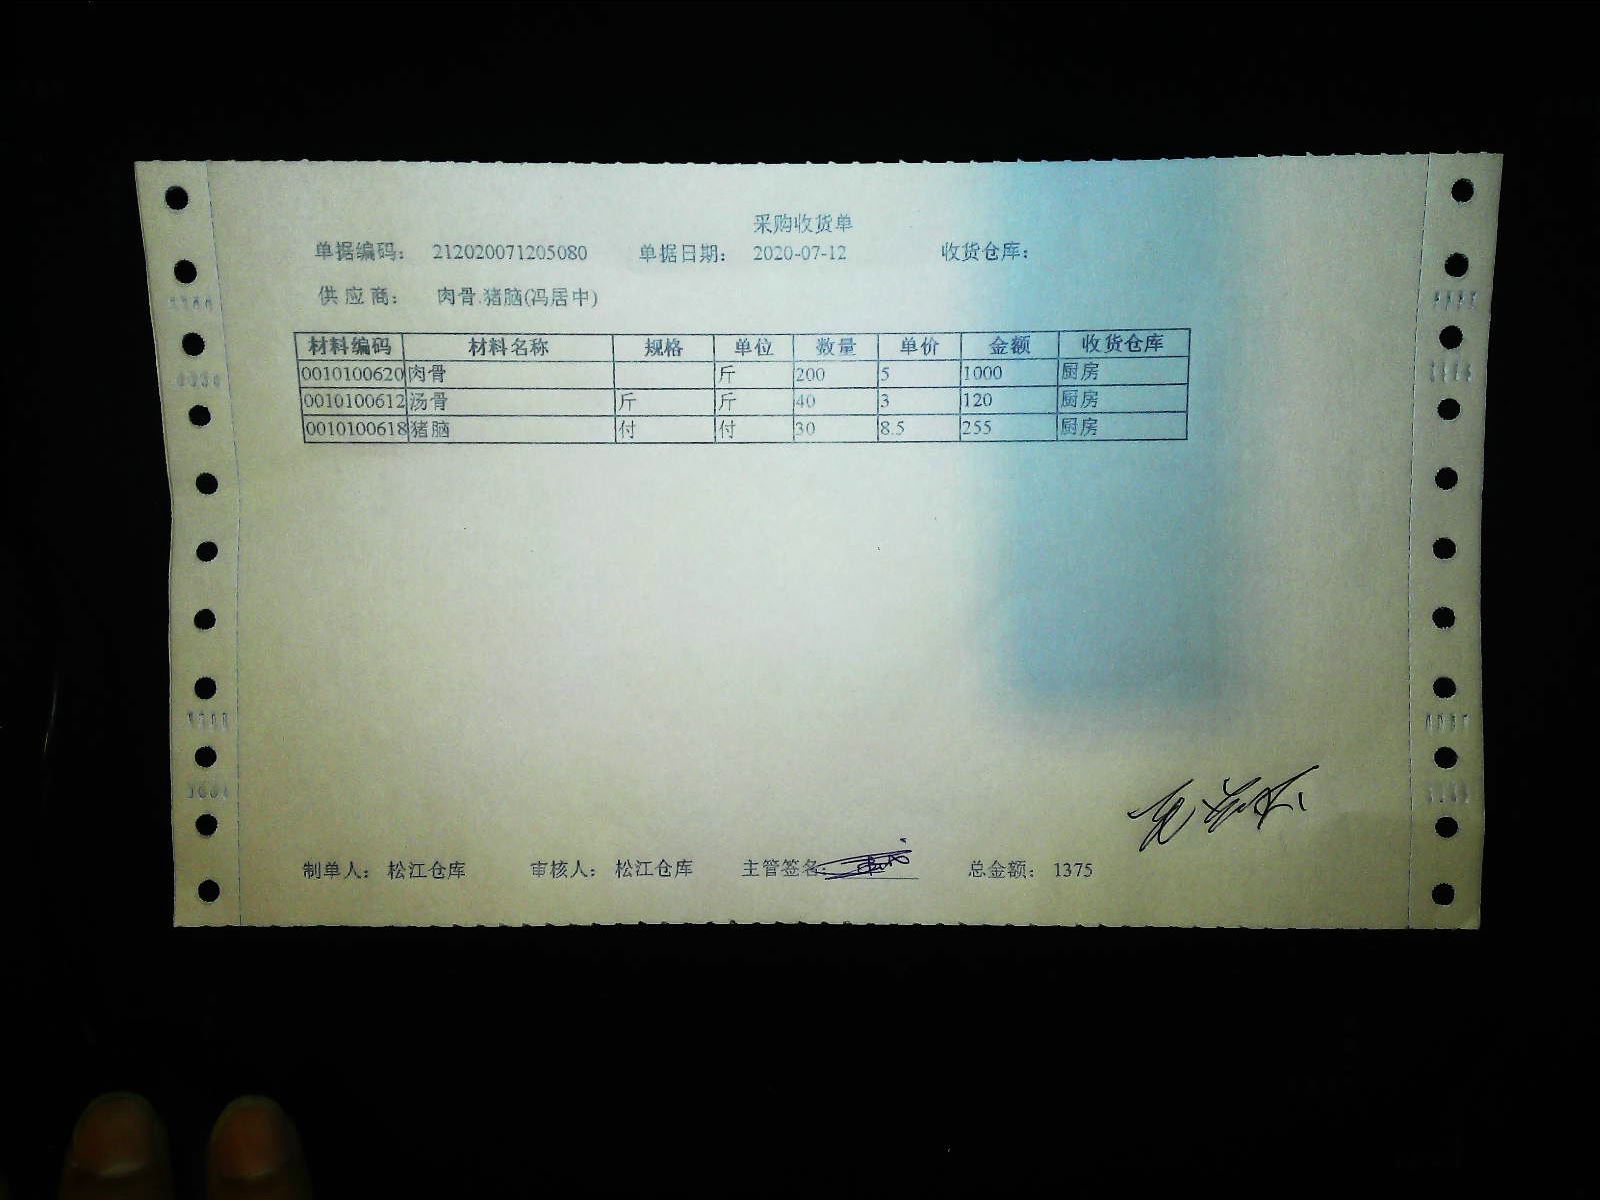 采购收货单
单据编码： 212020071205080 单据日期： 2020-07-12 收货仓库：
供 应 商： 肉骨.猪脑(冯居中)
材料编码 材料名称 规格 单位 数量 单价 金额 收货仓库
0010100620 肉骨 斤 200 5 1000 厨房
0010100612 汤骨 斤 斤 40 3 120 厨房
0010100618 猪脑 付 付 30 8.5 255 厨房
制单人： 松江仓库 审核人： 松江仓库 主管签名: 总金额： 1375